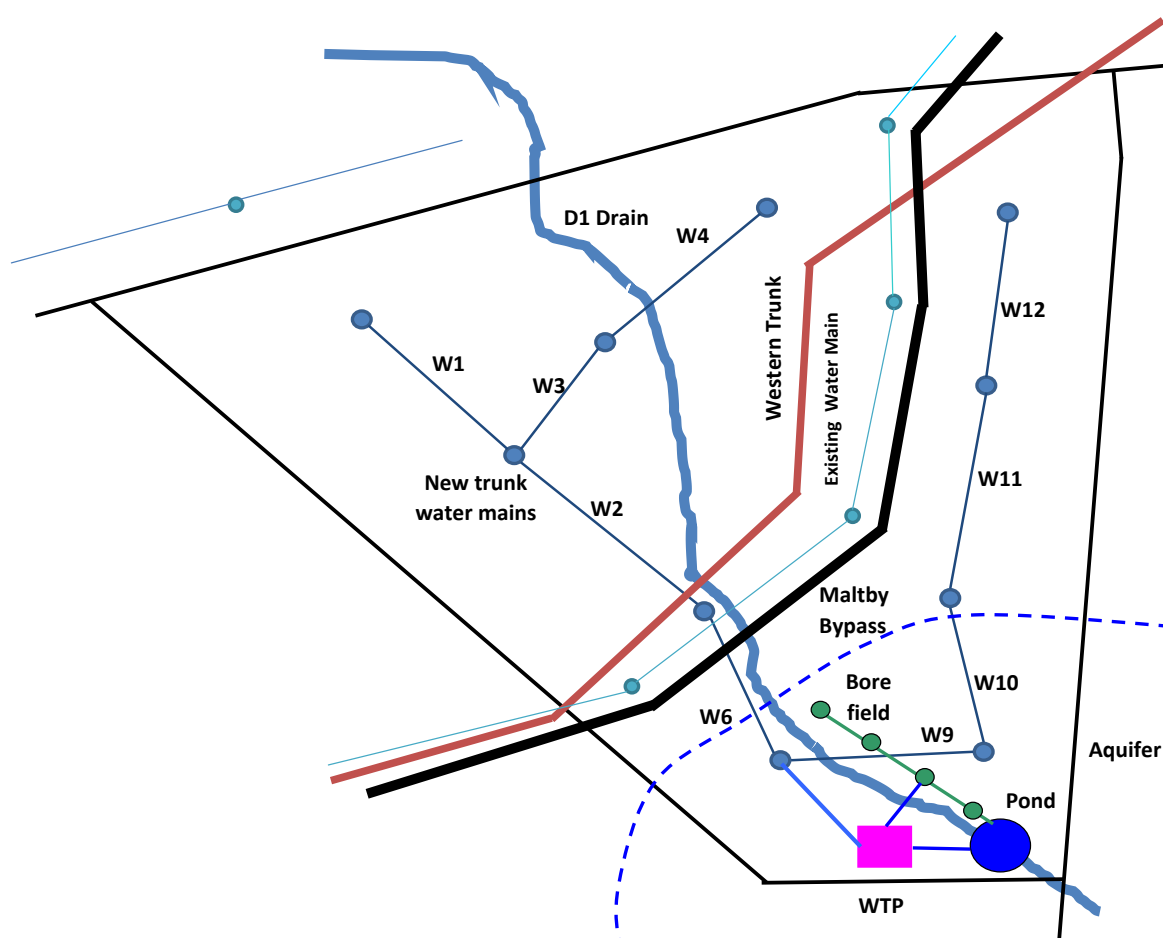 D1 Drain
W4
W12
W1
W3
Western Trunk
Existing Water Main
New trunk
water mains
W2
W11
Maltby
Bypass
W10
Bore
field
W6
W9
Aquifer
Pond
WTP